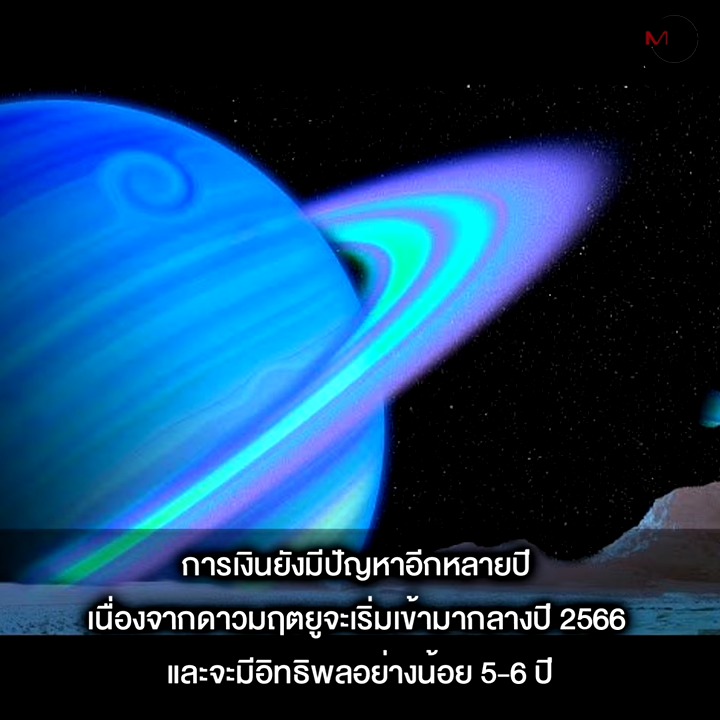 M
การเงินยังมีปัญหาอีกหลายปี
เนื่องจากดาวมฤตยูจะเริ่มเข้ามากลางปี 2566
และจะมีอิทธิพลอย่างน้อย 5-6 ปี